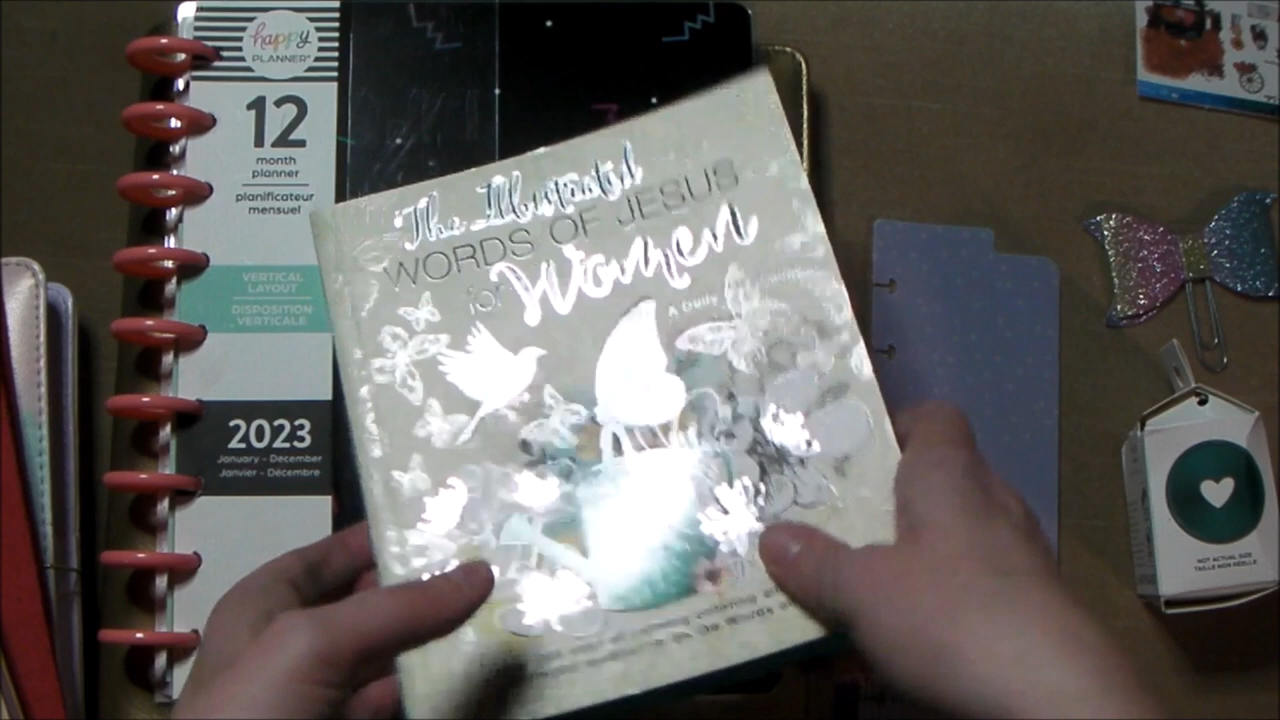 happy
PLANNER
12
month
planner
planificateur
mensuel
VERTICAL
LAYOUT
DISPOSITION
VERTICALE
2023
January - December
Janvier - Décembre
The Illustrated
WORDS OF JESUS
for Women
A Guily
NOT ACTUAL SIZE
TAILLE NON RÉELLE